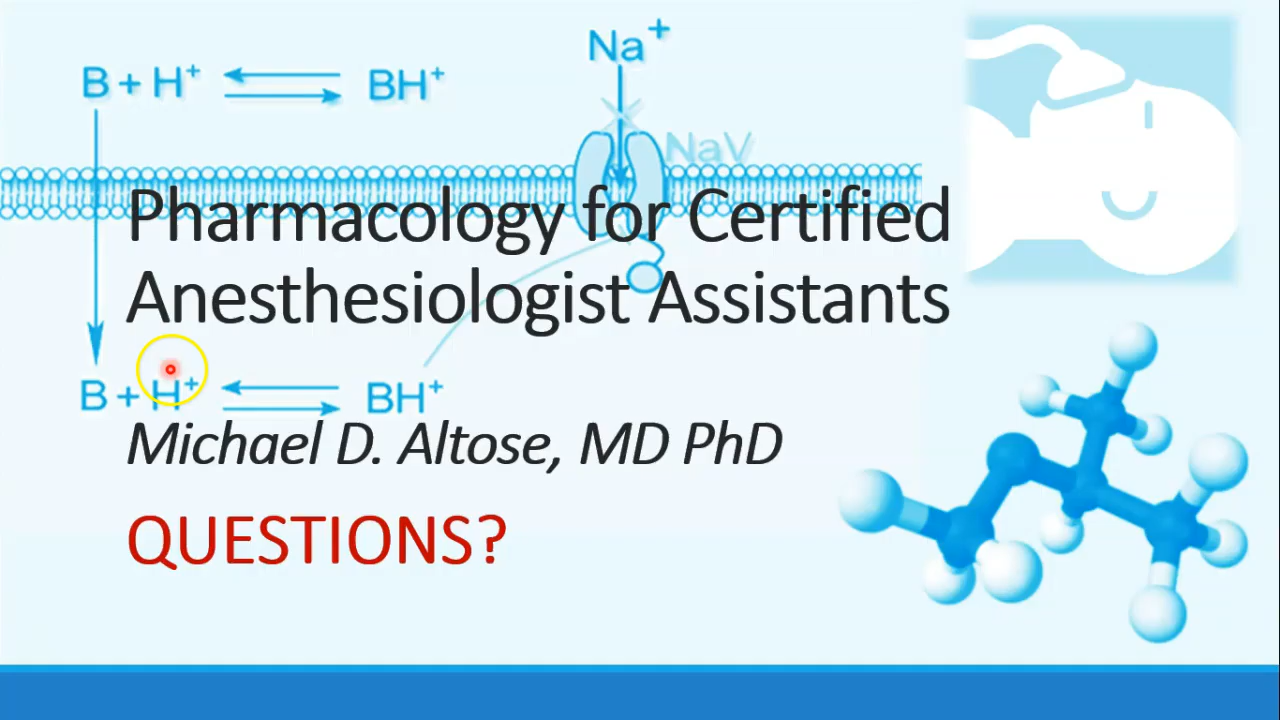 B + H⁺ BH⁺
Na⁺
NaV
Pharmacology for Certified
Anesthesiologist Assistants
B + H⁺ BH⁺
Michael D. Altose, MD PhD
QUESTIONS?